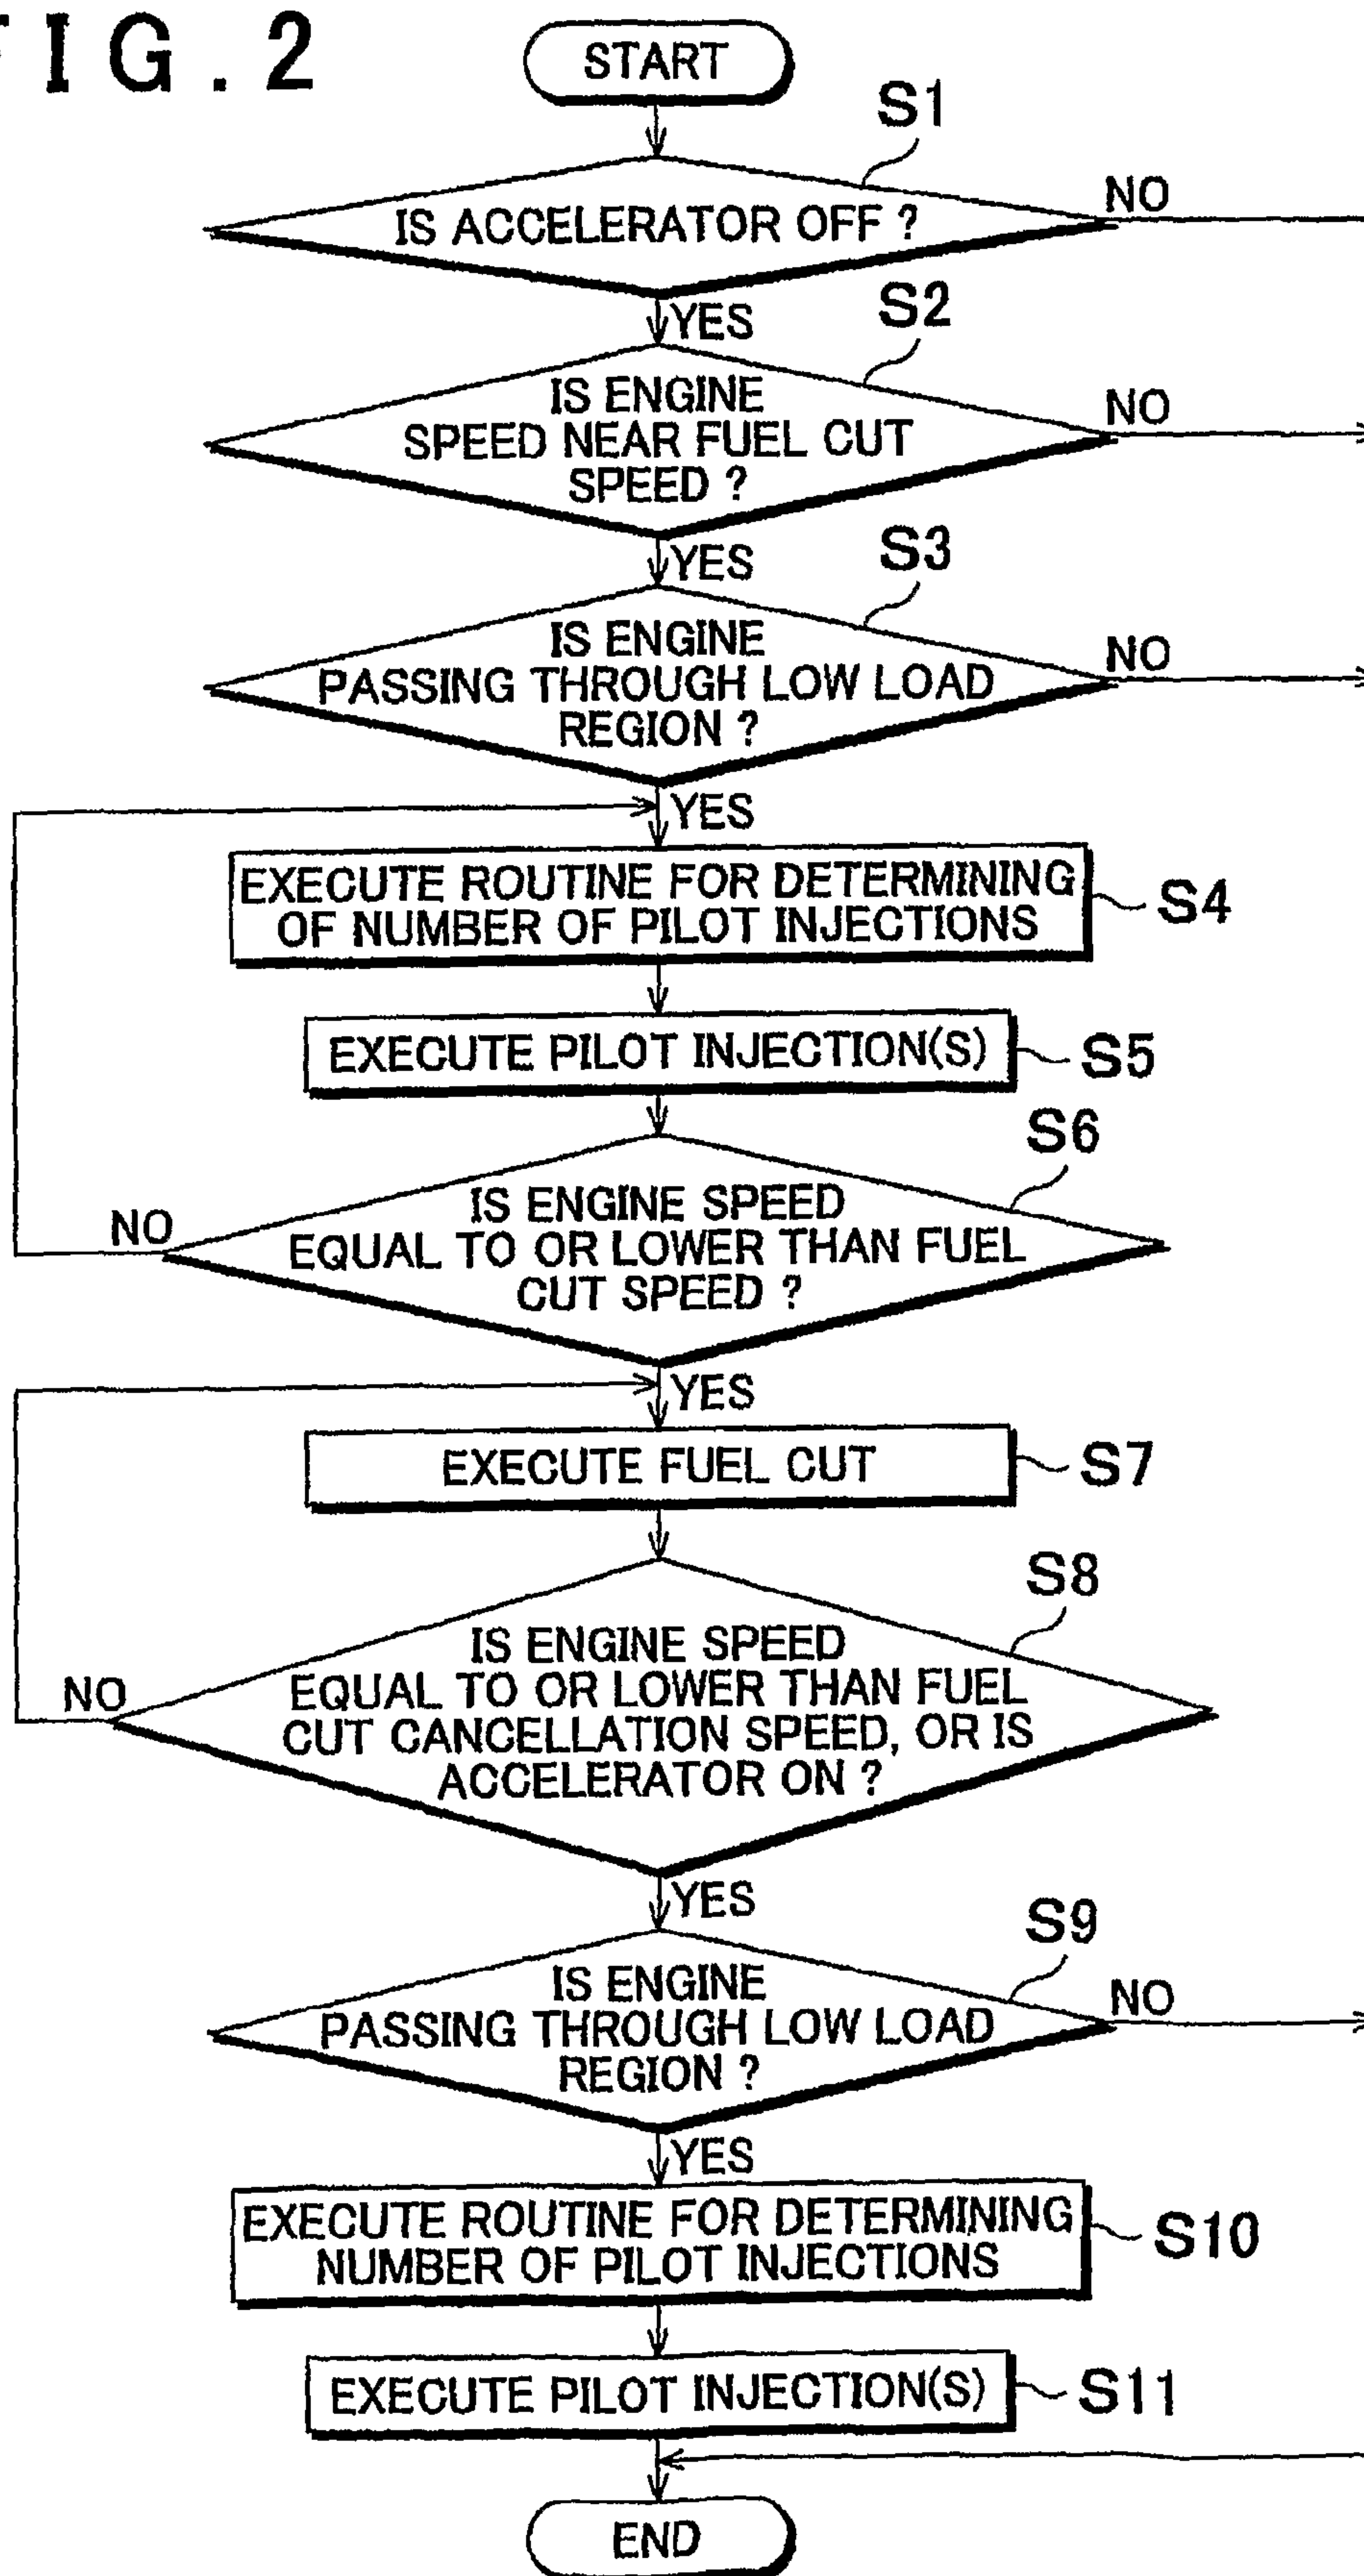 FIG.2
START
S1
IS ACCELERATOR OFF ?
NO
YES
S2
IS ENGINE
SPEED NEAR FUEL CUT
SPEED ?
NO
YES
S3
IS ENGINE
PASSING THROUGH LOW LOAD
REGION ?
NO
YES
EXECUTE ROUTINE FOR DETERMINING
OF NUMBER OF PILOT INJECTIONS
S4
EXECUTE PILOT INJECTION(S)
S5
S6
IS ENGINE SPEED
EQUAL TO OR LOWER THAN FUEL
CUT SPEED ?
NO
YES
EXECUTE FUEL CUT
S7
S8
IS ENGINE SPEED
EQUAL TO OR LOWER THAN FUEL
CUT CANCELLATION SPEED, OR IS
ACCELERATOR ON ?
NO
YES
S9
IS ENGINE
PASSING THROUGH LOW LOAD
REGION ?
NO
YES
EXECUTE ROUTINE FOR DETERMINING
NUMBER OF PILOT INJECTIONS
S10
EXECUTE PILOT INJECTION(S)
S11
END